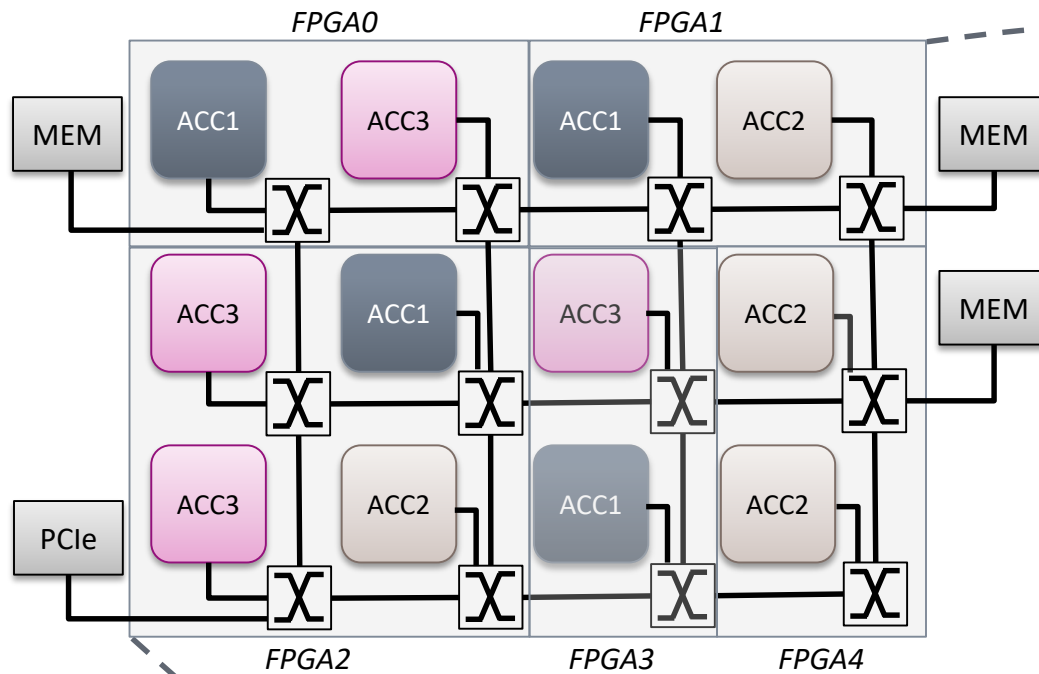 FPGA0 FPGA1
ACC1 ACC3 ACC1 ACC2
MEM MEM
ACC3 ACC1 ACC3 ACC2 MEM
ACC3 ACC2 ACC1 ACC2
PCIe
FPGA2 FPGA3 FPGA4